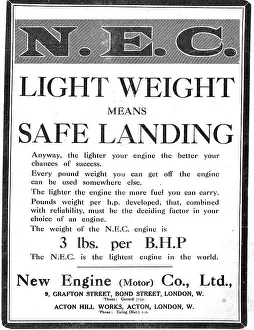 N.E.C.
LIGHT WEIGHT
MEANS
SAFE LANDING
Anyway, the lighter your engine the better your
chances of success.
Every pound weight you can get off the engine
can be used somewhere else.
The lighter the engine the more fuel you can carry.
Pounds weight per h.p. developed, that, combined
with reliability, must be the deciding factor in your
choice of an engine.
The weight of the N.E.C. engine is
3 lbs. per B.H.P
The N.E.C. is the lightest engine in the world.
New Engine (Motor) Co., Ltd.,
9, GRAFTON STREET, BOND STREET, LONDON, W.
'Phone: Gerrard
ACTON HILL WORKS, ACTON, LONDON, W.
'Phone: